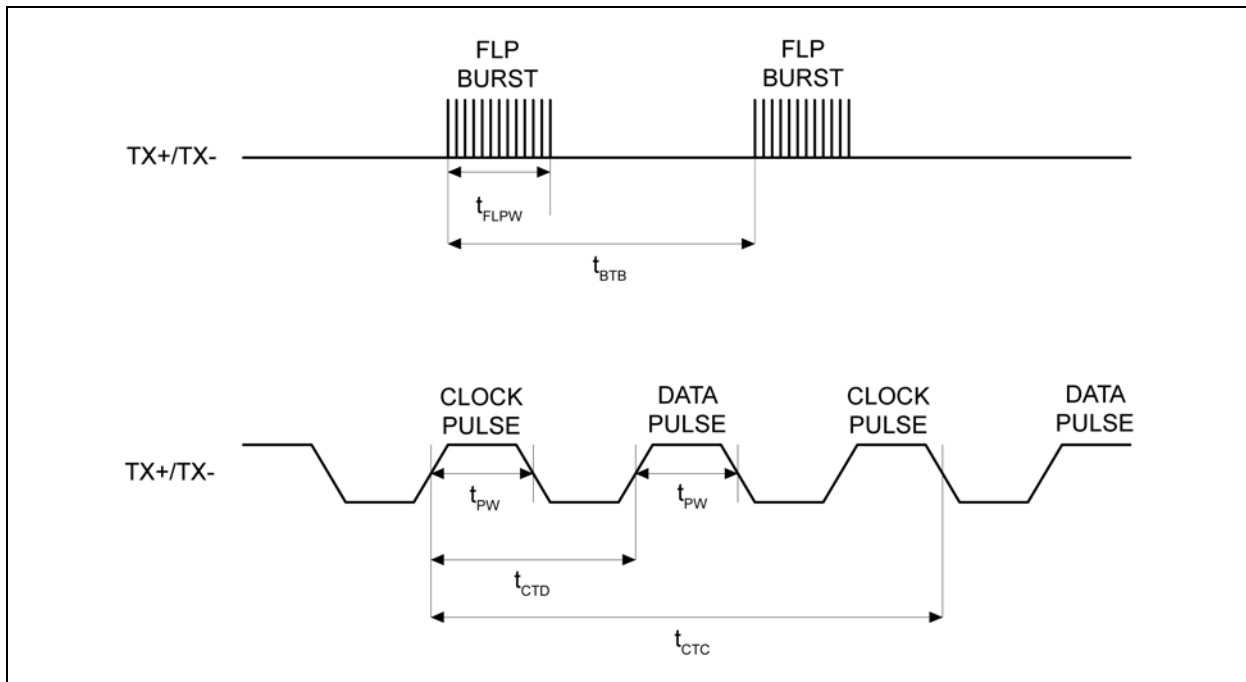 FLP
BURST
FLP
BURST
TX+/TX-
tFLPW
tBTB
CLOCK
PULSE
DATA
PULSE
CLOCK
PULSE
DATA
PULSE
TX+/TX-
tPW
tPW
tCTD
tCTC